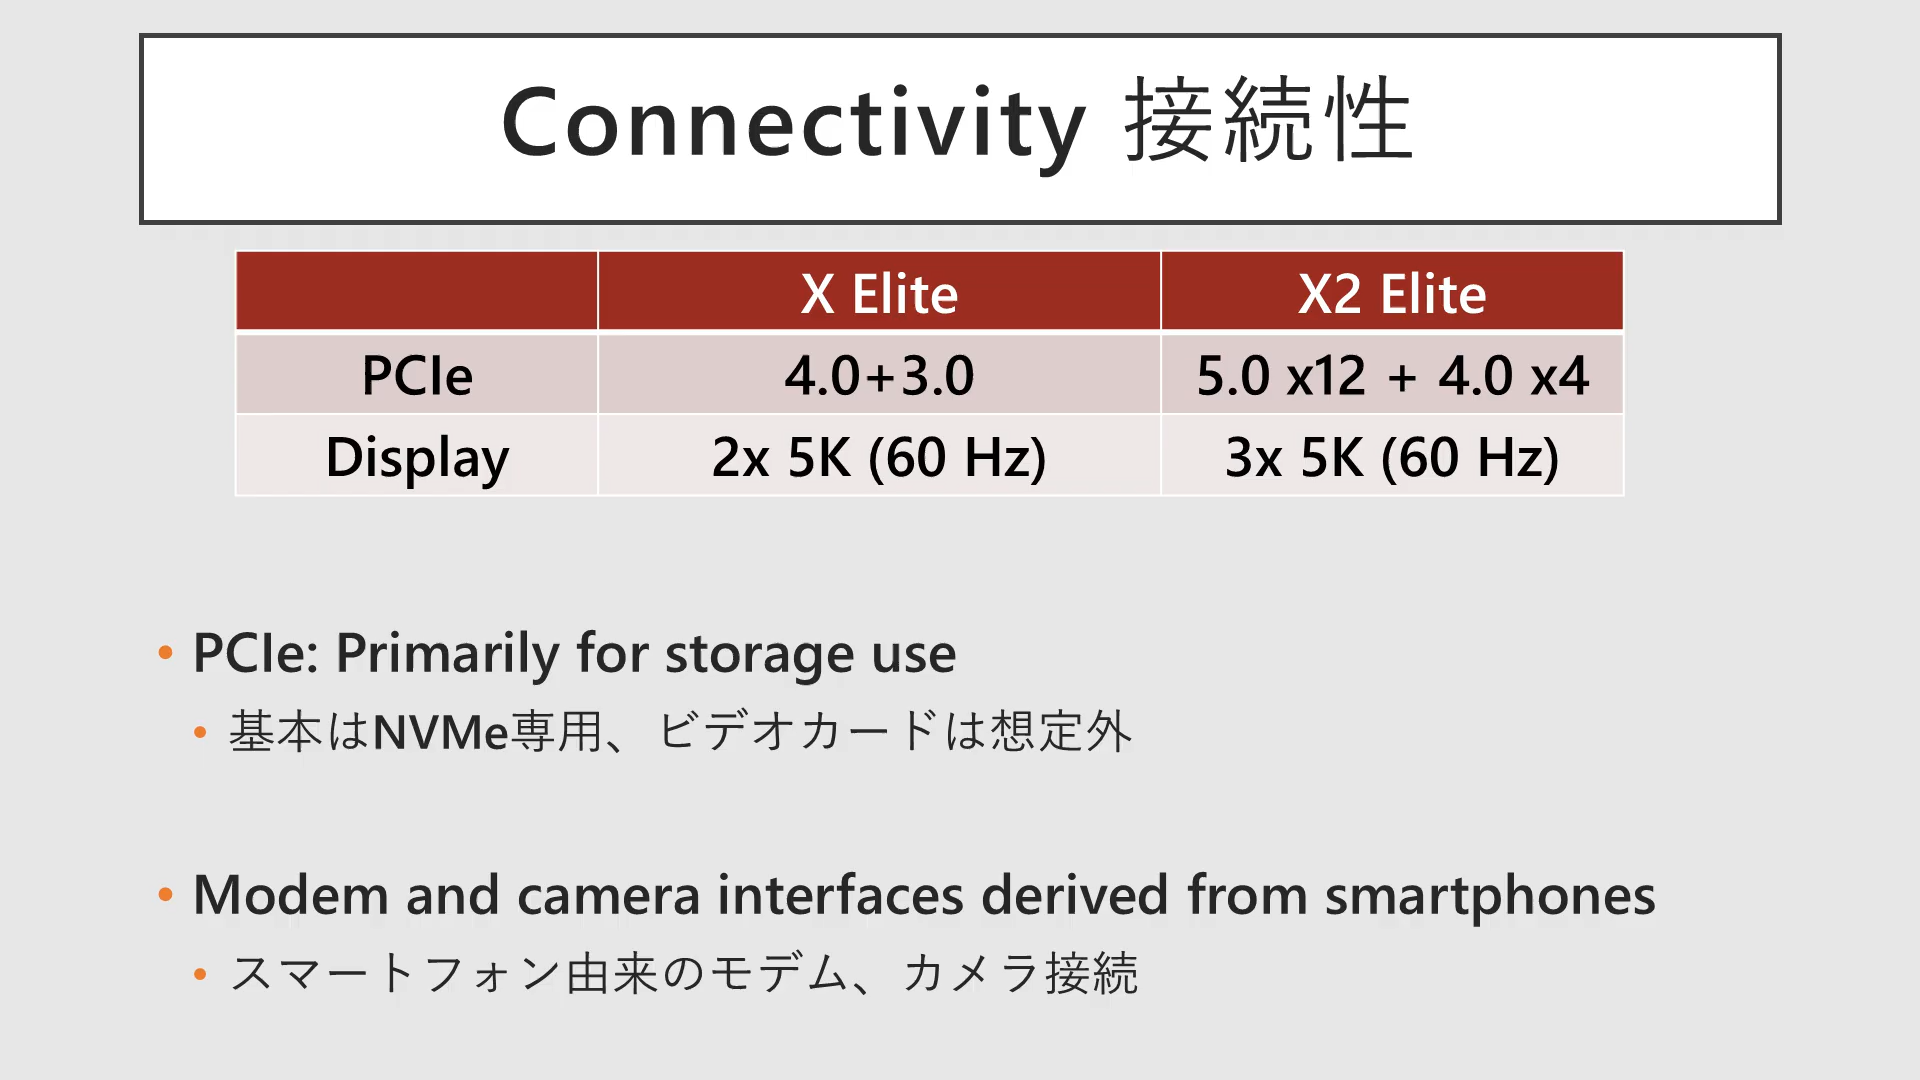 Connectivity 接続性
X Elite X2 Elite
PCIe 4.0+3.0 5.0 x12 + 4.0 x4
Display 2x 5K (60 Hz) 3x 5K (60 Hz)
• PCIe: Primarily for storage use
• 基本はNVMe専用、ビデオカードは想定外
• Modem and camera interfaces derived from smartphones
• スマートフォン由来のモデム、カメラ接続